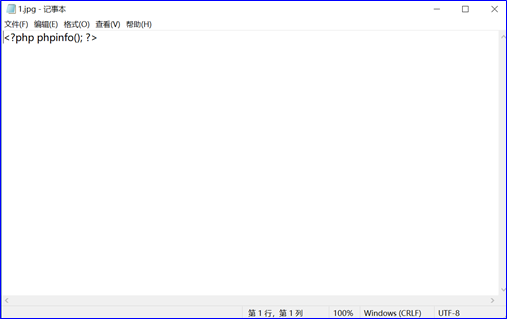 1.jpg - 记事本
文件(F) 编辑(E) 格式(O) 查看(V) 帮助(H)
<?php phpinfo(); ?>
第 1 行，第 1 列 100% Windows (CRLF) UTF-8